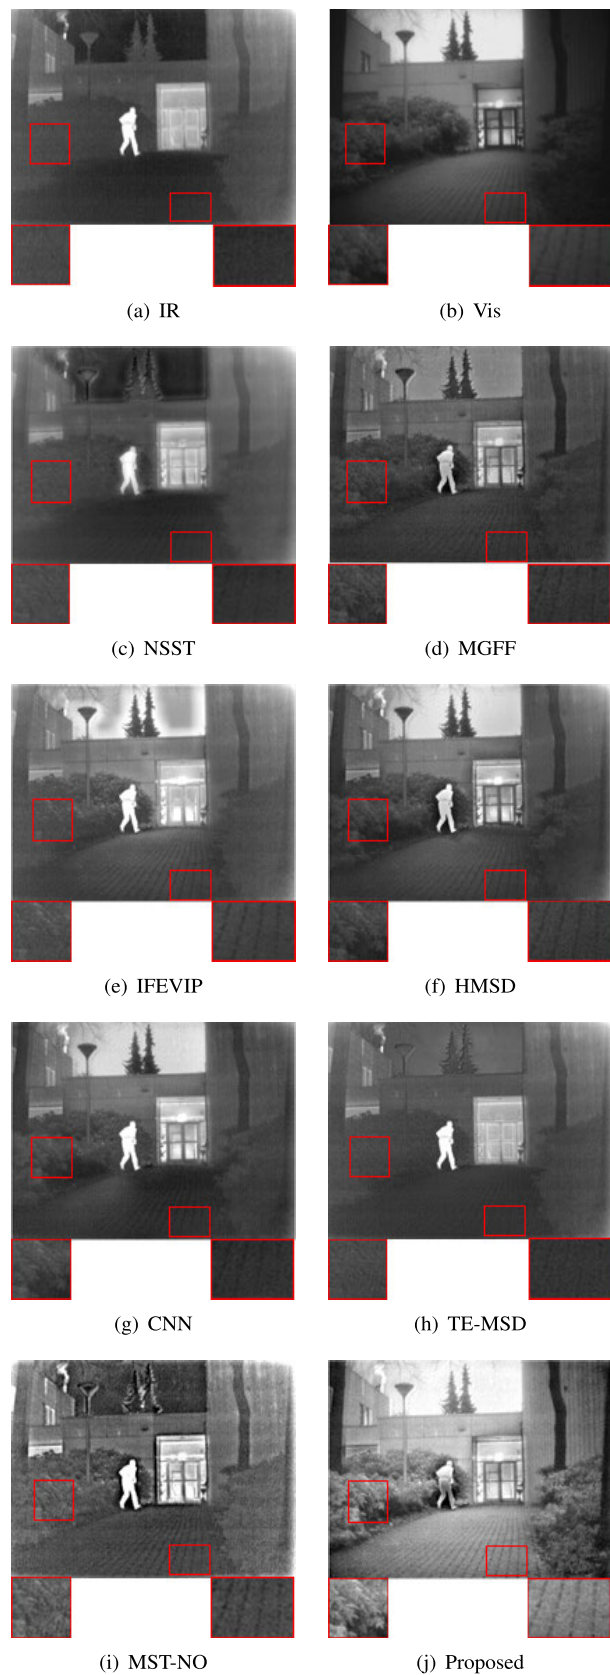 (a) IR
(b) Vis
(c) NSST
(d) MGFF
(e) IFEVIP
(f) HMSD
(g) CNN
(h) TE-MSD
(i) MST-NO
(j) Proposed